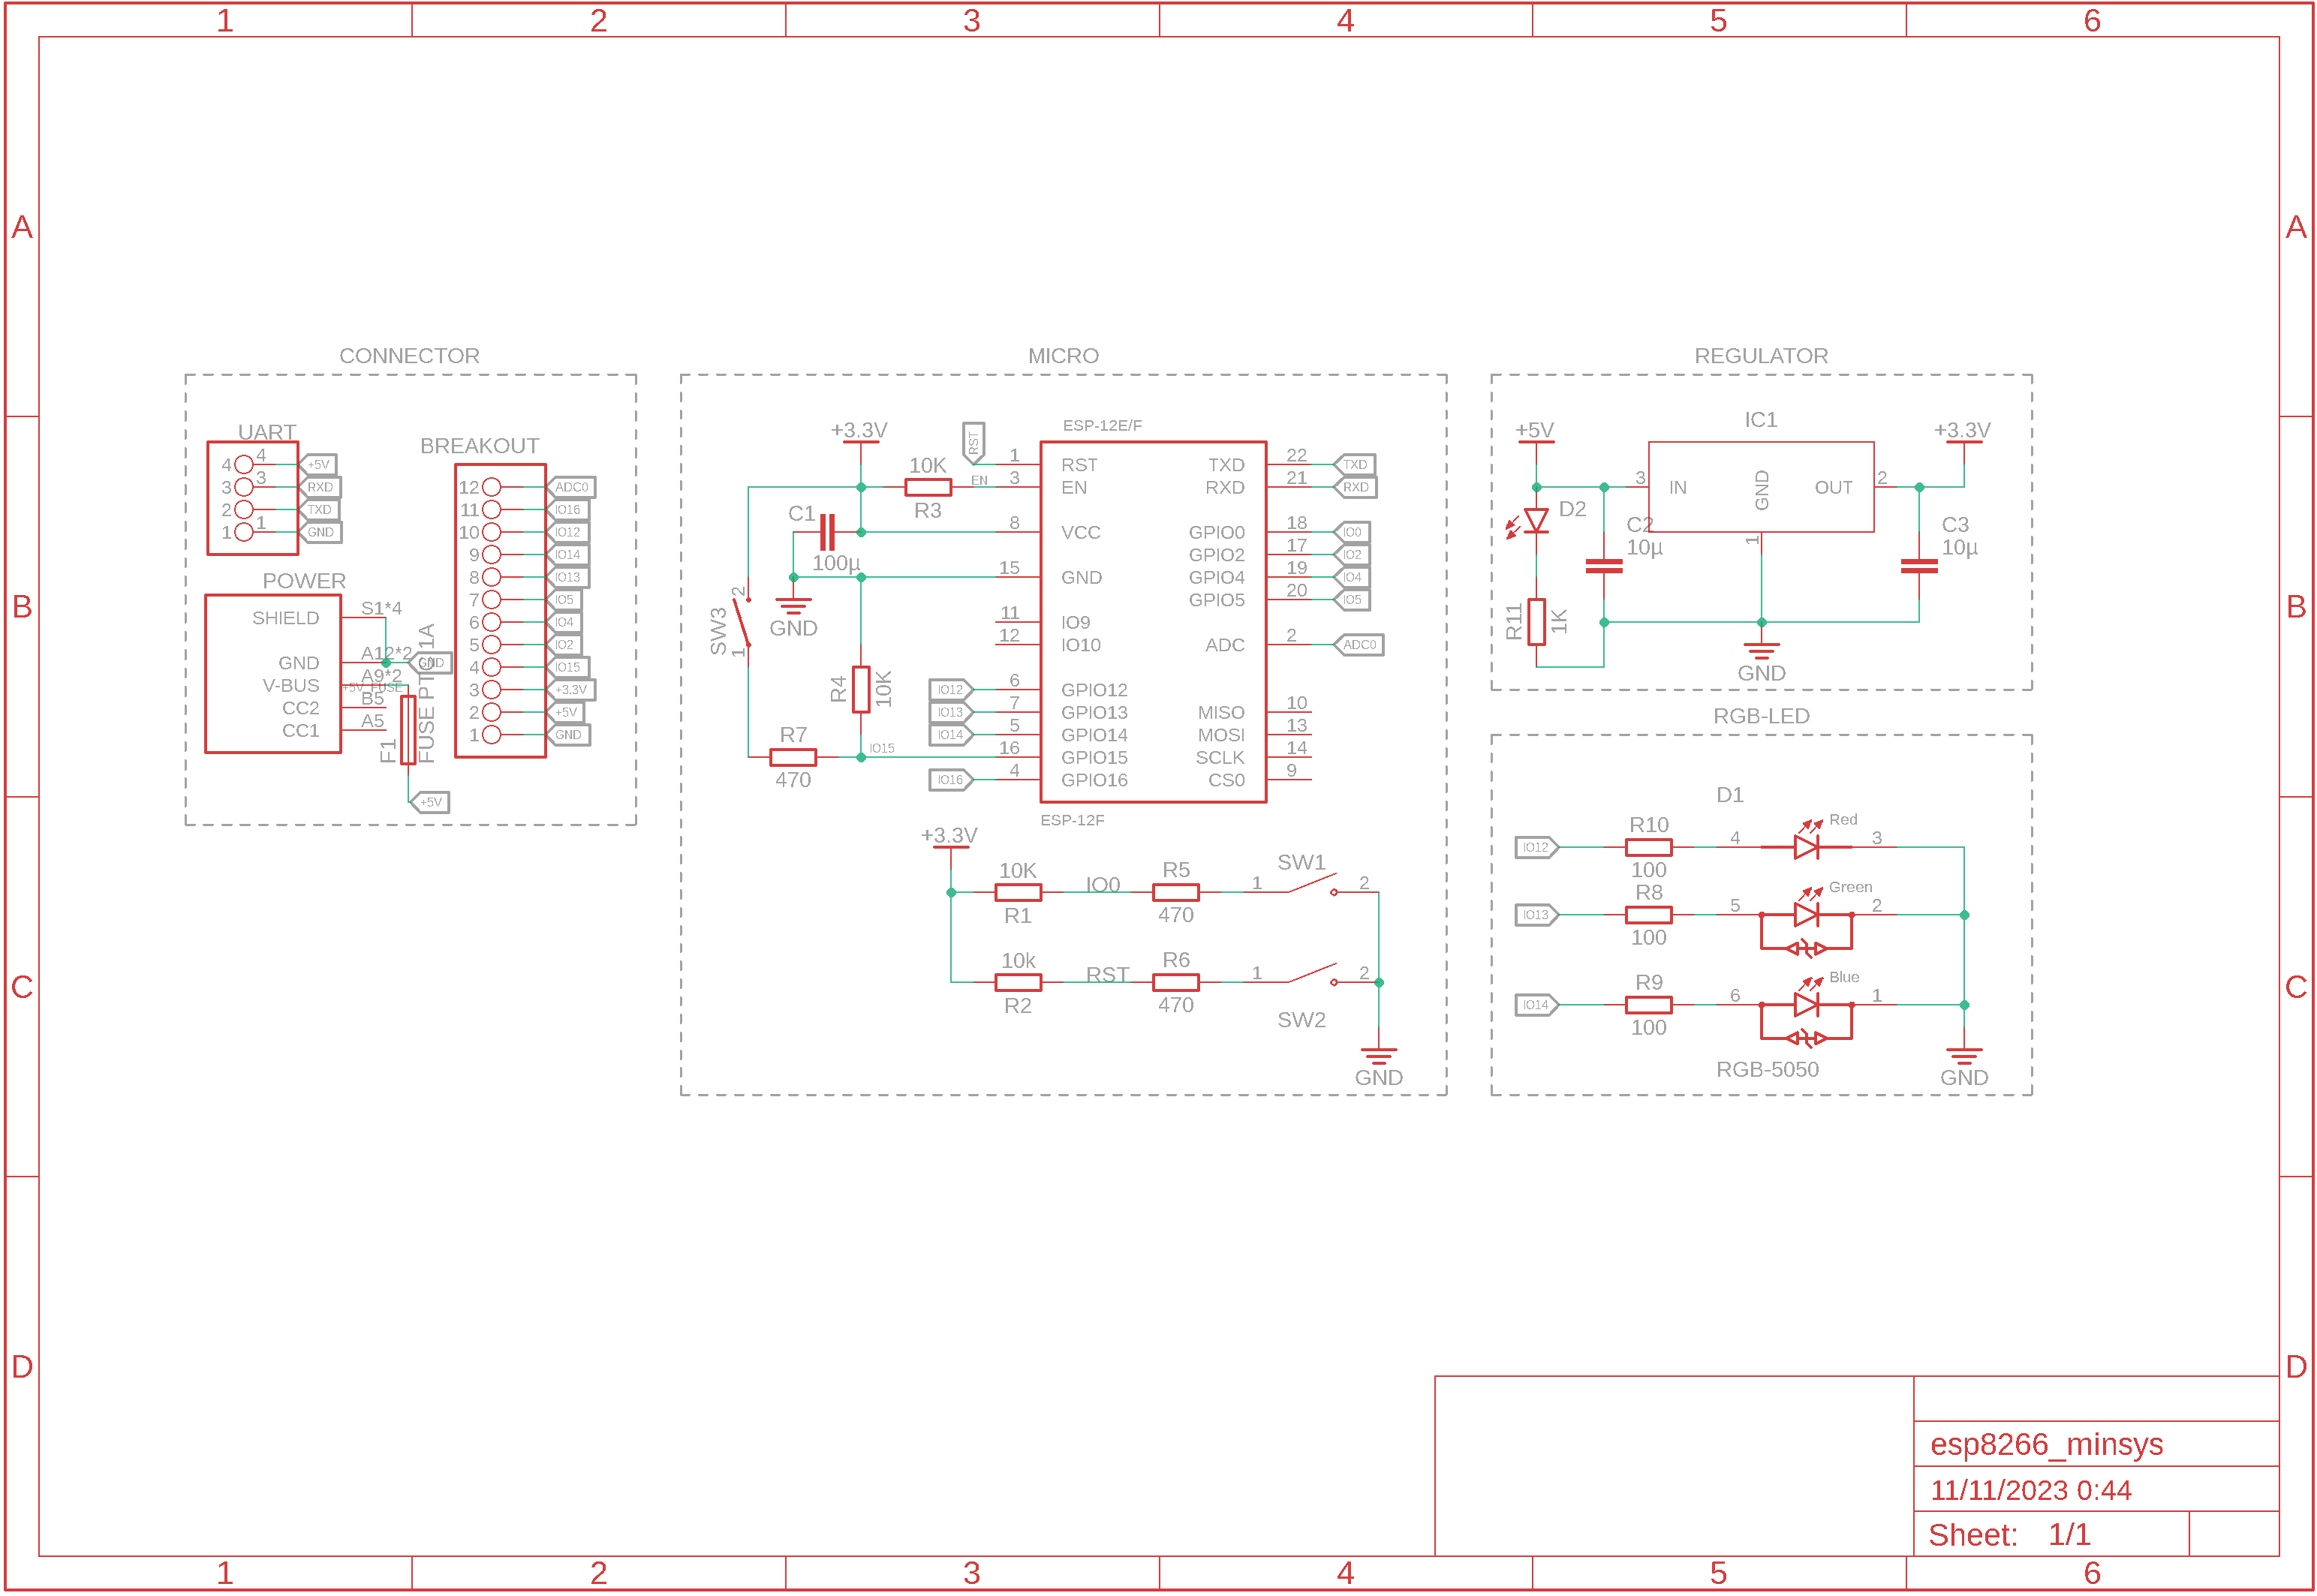 1 2 3 4 5 6
A A
B B
C C
D D
CONNECTOR
UART
4 4 +5V
3 3 RXD
2 TXD
1 1 GND
POWER
SHIELD S1*4
GND A12*2 GND
V-BUS A9*2
+5V_FUSE
CC2 B5
CC1 A5
F1
FUSE PTC 1A
+5V
BREAKOUT
12 ADC0
11 IO16
10 IO12
9 IO14
8 IO13
7 IO5
6 IO4
5 IO2
4 IO15
3 +3.3V
2 +5V
1 GND
MICRO
ESP-12E/F
+3.3V
RST
10K
R3
EN
C1
100µ
GND
SW3
2
1
R4
10K
R7
470
IO15
1 RST
3 EN
8 VCC
15 GND
11 IO9
12 IO10
IO12 6 GPIO12
IO13 7 GPIO13
IO14 5 GPIO14
16 GPIO15
IO16 4 GPIO16
TXD 22 TXD
RXD 21 RXD
GPIO0 18 IO0
GPIO2 17 IO2
GPIO4 19 IO4
GPIO5 20 IO5
ADC 2 ADC0
MISO 10
MOSI 13
SCLK 14
CS0 9
ESP-12F
+3.3V
10K
R1
IO0
R5
470
SW1
1 2
10k
R2
RST
R6
470
1 2
SW2
GND
REGULATOR
IC1
+5V
+3.3V
3 IN
GND
1
OUT 2
D2
C2
10µ
C3
10µ
R11
1K
GND
RGB-LED
D1
IO12
R10
100
4 Red 3
IO13
R8
100
5 Green 2
IO14
R9
100
6 Blue 1
RGB-5050
GND
esp8266_minsys
11/11/2023 0:44
Sheet: 1/1
1 2 3 4 5 6